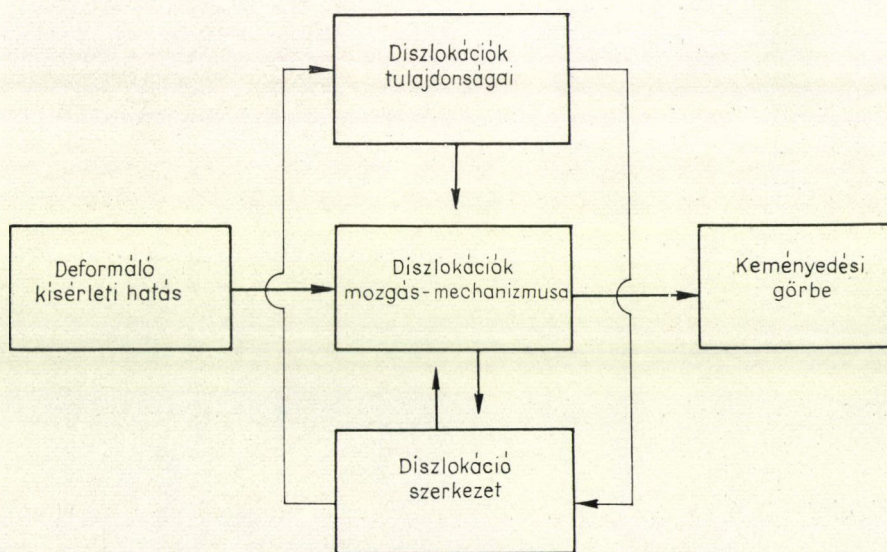 Diszlokációk
tulajdonságai
Deformáló
kísérleti hatás
Diszlokációk
mozgás-mechanizmusa
Keményedési
görbe
Diszlokáció
szerkezet